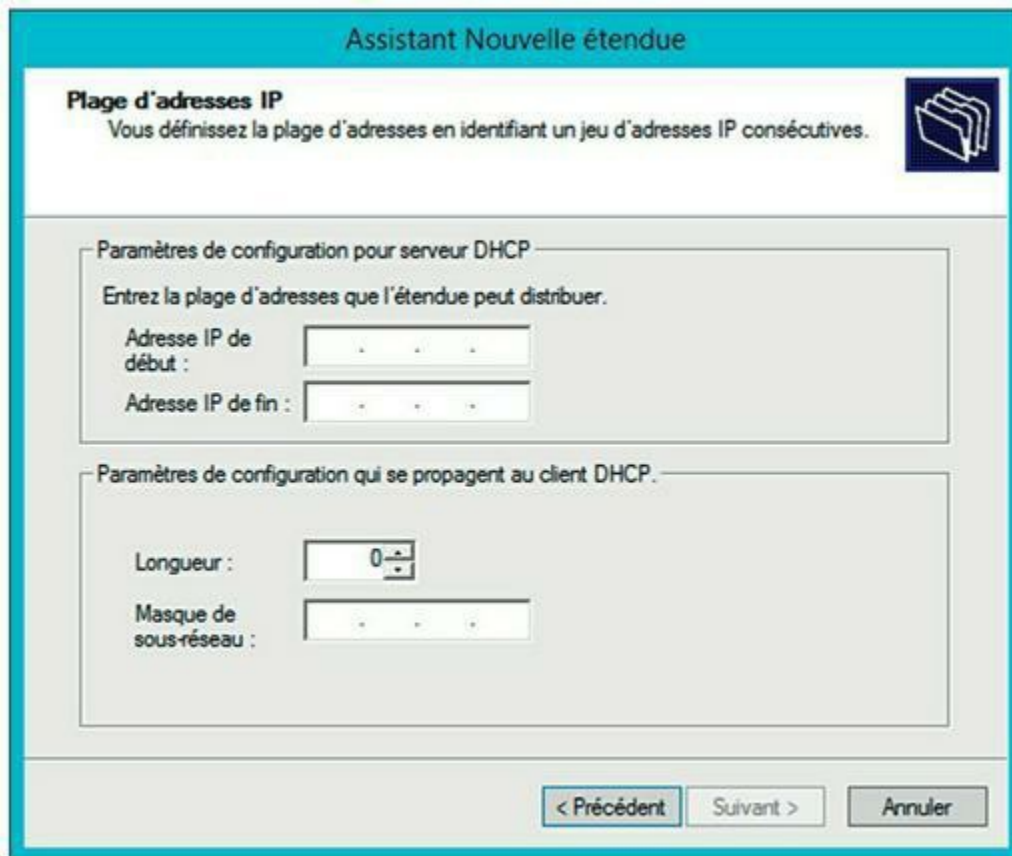 Assistant Nouvelle étendue
Plage d'adresses IP
Vous définissez la plage d'adresses en identifiant un jeu d'adresses IP consécutives.
Paramètres de configuration pour serveur DHCP
Entrez la plage d'adresses que l'étendue peut distribuer.
Adresse IP de
début :
. . .
Adresse IP de fin :
. . .
Paramètres de configuration qui se propagent au client DHCP.
Longueur :
0
Masque de
sous-réseau :
. . .
< Précédent
Suivant >
Annuler